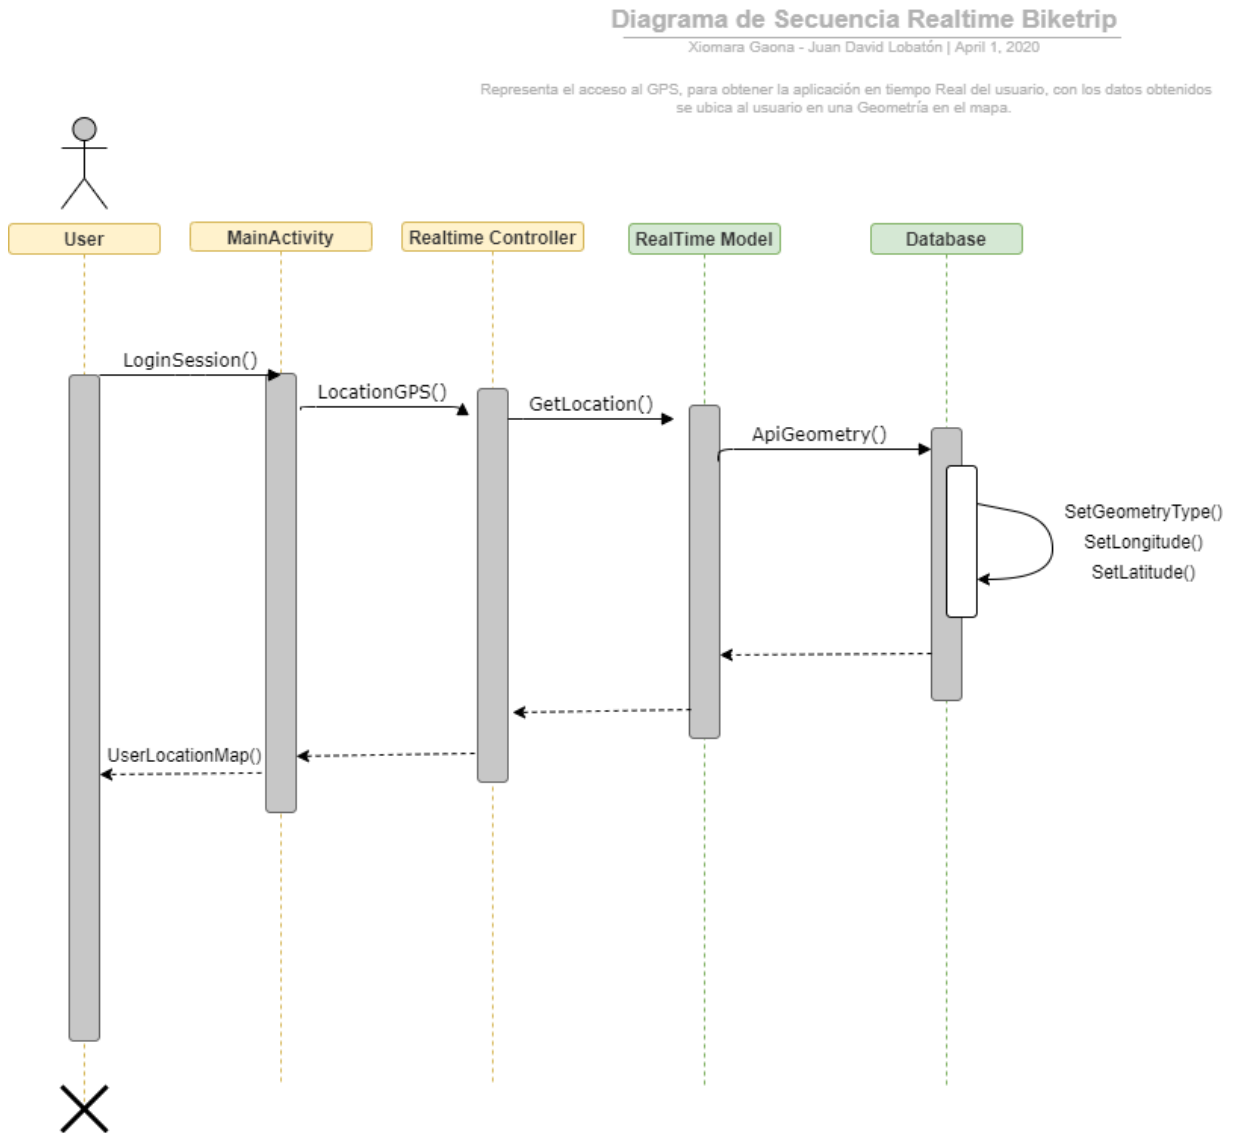 Diagrama de Secuencia Realtime Biketrip
Xiomara Gaona - Juan David Lobatón | April 1, 2020
Representa el acceso al GPS, para obtener la aplicación en tiempo Real del usuario, con los datos obtenidos
se ubica al usuario en una Geometría en el mapa.
User
MainActivity
Realtime Controller
RealTime Model
Database
LoginSession()
LocationGPS()
GetLocation()
ApiGeometry()
SetGeometryType()
SetLongitude()
SetLatitude()
UserLocationMap()